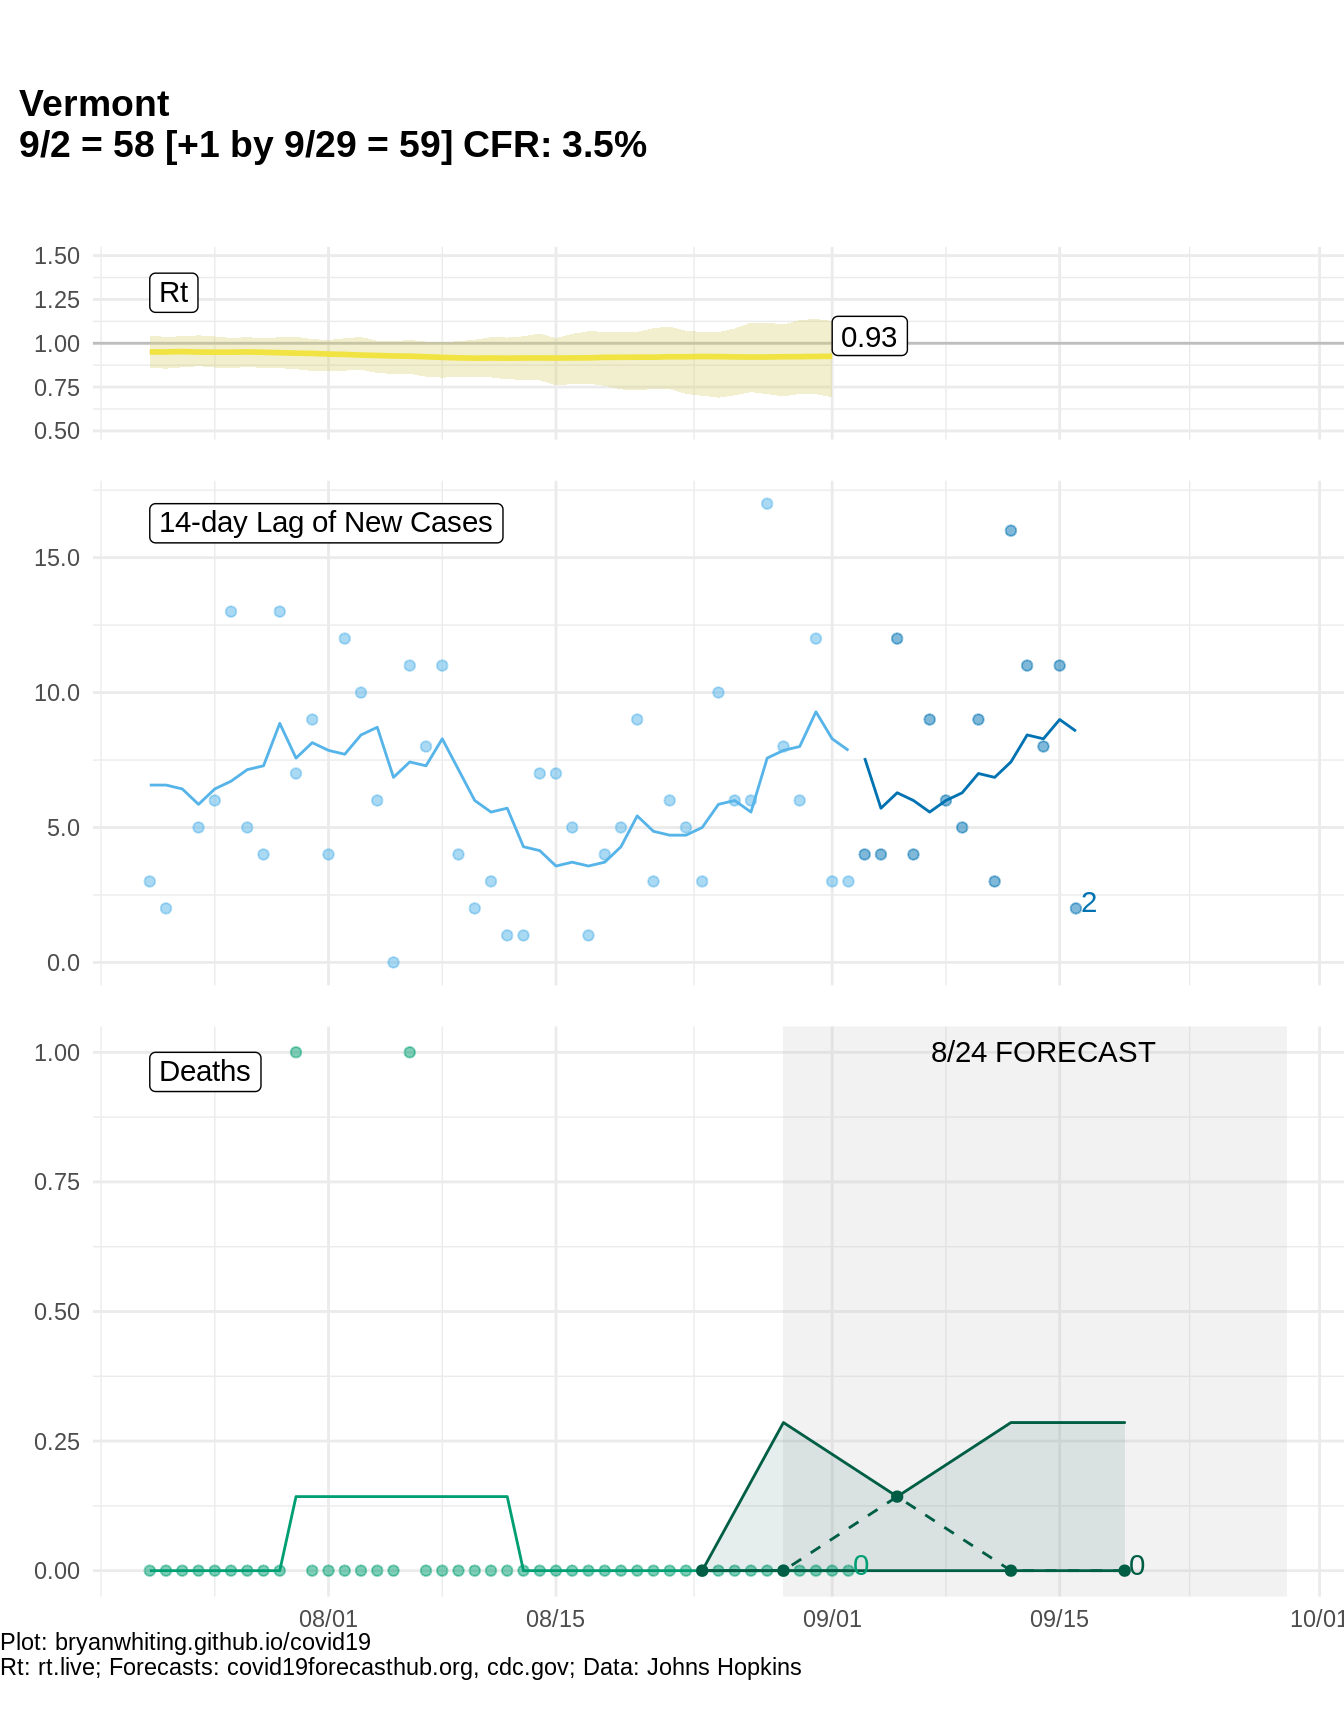 Vermont
9/2 = 58 [+1 by 9/29 = 59] CFR: 3.5%
1.50
Rt
1.25
0.93
1.00
0.75
0.50
14-day Lag of New Cases
15.0
10.0
5.0
2
0.0
8/24 FORECAST
1.00
Deaths
0.75
0.50
0.25
0.00
0
0
08/01
08/15
09/01
09/15
10/01
Plot: bryanwhiting.github.io/covid19
Rt: rt.live; Forecasts: covid19forecasthub.org, cdc.gov; Data: Johns Hopkins